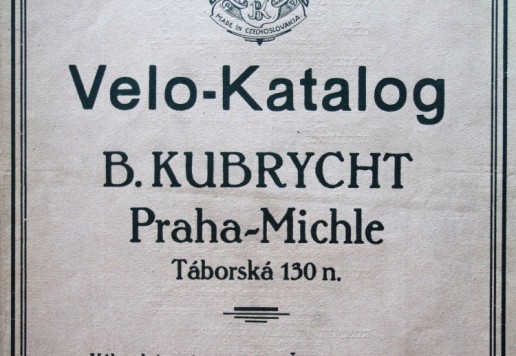 MADE IN CZECHOSLOVAKIA
Velo-Katalog
B. KUBRYCHT
Praha-Michle
Táborská 130 n.